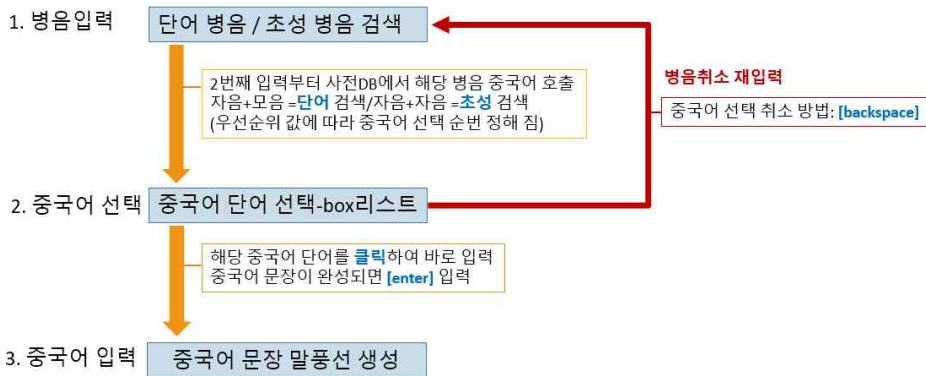 1. 병음입력
단어 병음 / 초성 병음 검색
2번째 입력부터 사전DB에서 해당 병음 중국어 호출
자음+모음 =단어 검색/자음+자음 =초성 검색
(우선순위 값에 따라 중국어 선택 순번 정해 짐)
병음취소 재입력
중국어 선택 취소 방법: [backspace]
2. 중국어 선택
중국어 단어 선택-box리스트
해당 중국어 단어를 클릭하여 바로 입력
중국어 문장이 완성되면 [enter] 입력
3. 중국어 입력
중국어 문장 말풍선 생성